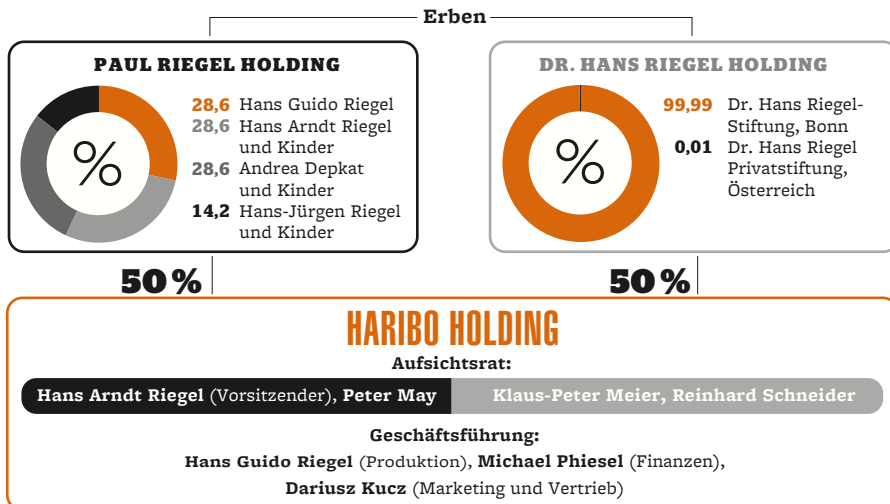 Erben
PAUL RIEGEL HOLDING
%
28,6 Hans Guido Riegel
28,6 Hans Arndt Riegel
und Kinder
28,6 Andrea Depkat
und Kinder
14,2 Hans-Jürgen Riegel
und Kinder
DR. HANS RIEGEL HOLDING
%
99,99 Dr. Hans Riegel-
Stiftung, Bonn
0,01 Dr. Hans Riegel
Privatstiftung,
Österreich
50 %
50 %
HARIBO HOLDING
Aufsichtsrat:
Hans Arndt Riegel (Vorsitzender), Peter May
Klaus-Peter Meier, Reinhard Schneider
Geschäftsführung:
Hans Guido Riegel (Produktion), Michael Phiesel (Finanzen),
Dariusz Kucz (Marketing und Vertrieb)